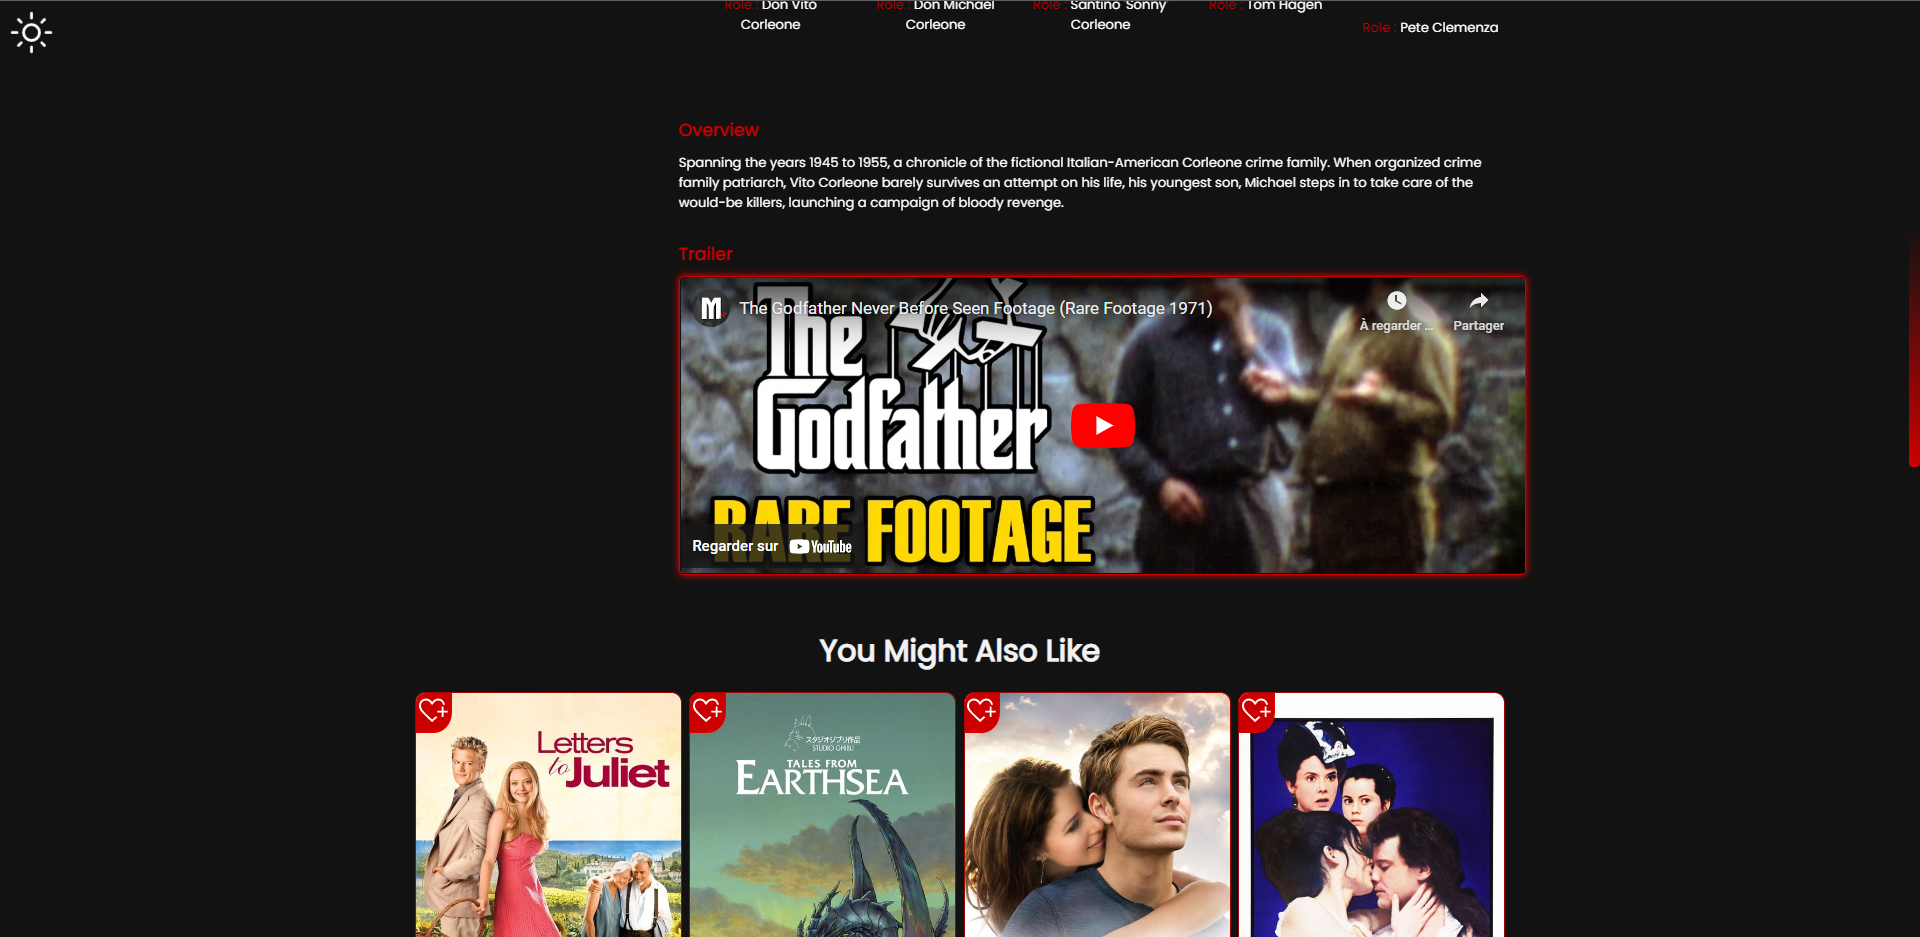 Role : Don Vito
Corleone
Role : Don Michael
Corleone
Role : Santino 'Sonny'
Corleone
Role : Tom Hagen
Role : Pete Clemenza
Overview
Spanning the years 1945 to 1955, a chronicle of the fictional Italian-American Corleone crime family. When organized crime
family patriarch, Vito Corleone barely survives an attempt on his life, his youngest son, Michael steps in to take care of the
would-be killers, launching a campaign of bloody revenge.
Trailer
M
The Godfather Never Before Seen Footage (Rare Footage 1971)
À regarder ...
Partager
The
Godfather
RARE FOOTAGE
Regarder sur YouTube
You Might Also Like
Letters
to Juliet
スタジオジブリ作品
STUDIO GHIBLI
TALES FROM
EARTHSEA